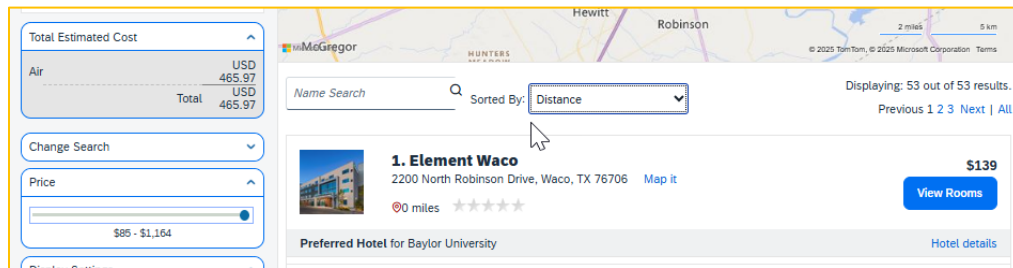 Hewitt
Robinson
McGregor
HUNTERS
2 miles 5 km
© 2025 TomTom, © 2025 Microsoft Corporation Terms
Total Estimated Cost
Air USD 465.97
Total USD 465.97
Change Search
Price
$85 - $1,164
Name Search
Sorted By: Distance
Displaying: 53 out of 53 results.
Previous 1 2 3 Next | All
1. Element Waco
2200 North Robinson Drive, Waco, TX 76706 Map it
0 miles
$139
View Rooms
Preferred Hotel for Baylor University
Hotel details